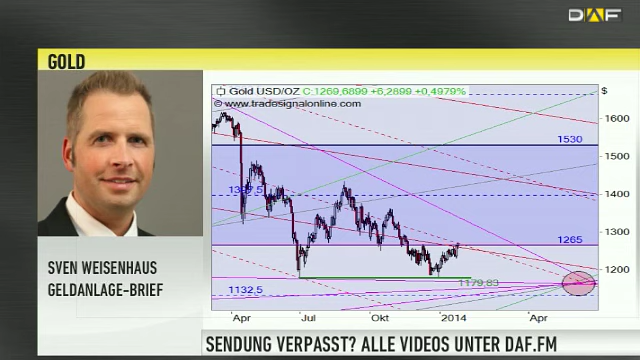 DAF
GOLD
Gold USD/OZ C:1269,6899 +6,2899 +0,4979%
© www.tradesignalonline.com
$
1600
1530
1500
1400
1397,5
1300
1265
1200
1179,83
1132,5
Apr Jul Okt 2014 Apr
SVEN WEISENHAUS
GELDANLAGE-BRIEF
SENDUNG VERPASST? ALLE VIDEOS UNTER DAF.FM